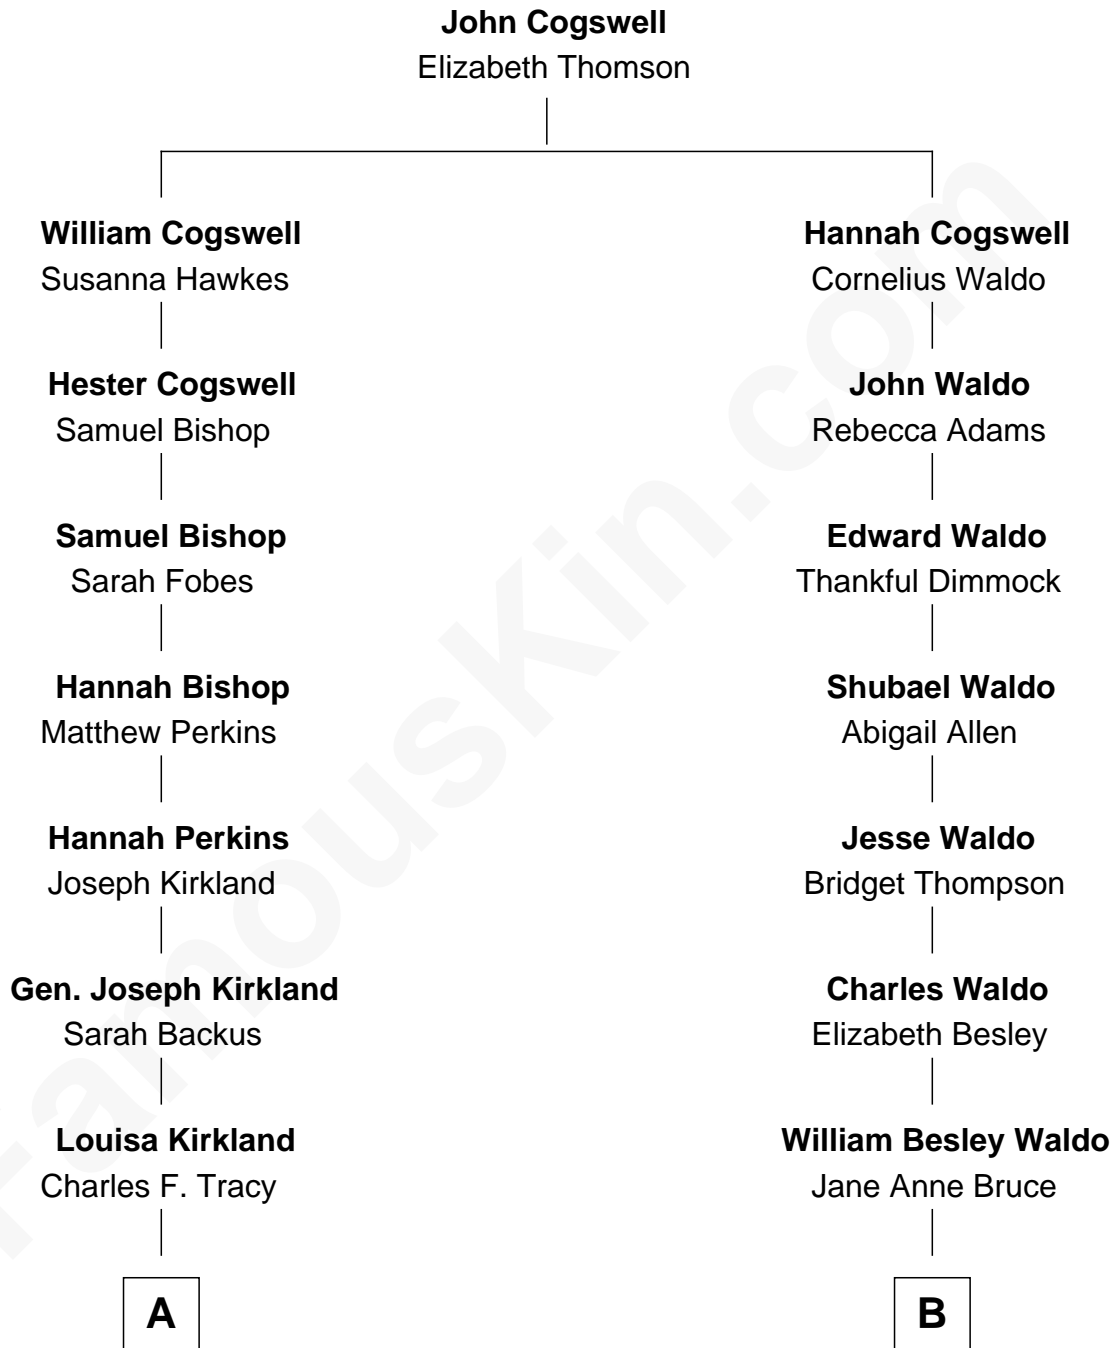 John Cogswell
Elizabeth Thomson
William Cogswell
Susanna Hawkes
Hannah Cogswell
Cornelius Waldo
Hester Cogswell
Samuel Bishop
John Waldo
Rebecca Adams
Samuel Bishop
Sarah Fobes
Edward Waldo
Thankful Dimmock
Hannah Bishop
Matthew Perkins
Shubael Waldo
Abigail Allen
Hannah Perkins
Joseph Kirkland
Jesse Waldo
Bridget Thompson
Gen. Joseph Kirkland
Sarah Backus
Charles Waldo
Elizabeth Besley
Louisa Kirkland
Charles F. Tracy
William Besley Waldo
Jane Anne Bruce
A
B
FamousKin.com